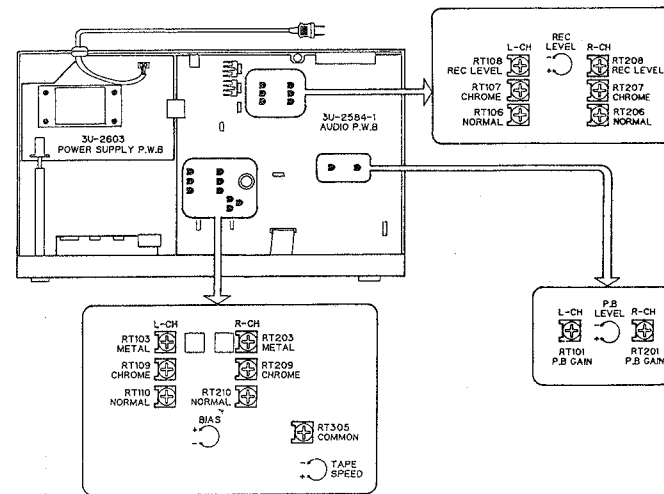 3U-2603
POWER SUPPLY P.W.B
3U-2584-1
AUDIO P.W.B
L-CH REC LEVEL R-CH
RT108 REC LEVEL
RT208 REC LEVEL
RT107 CHROME
RT207 CHROME
RT106 NORMAL
RT206 NORMAL
- +
L-CH P.B LEVEL R-CH
- +
RT101 P.B GAIN
RT201 P.B GAIN
L-CH R-CH
RT103 METAL
RT203 METAL
RT109 CHROME
RT209 CHROME
RT110 NORMAL
RT210 NORMAL
BIAS
+ -
RT305 COMMON
- +
TAPE SPEED